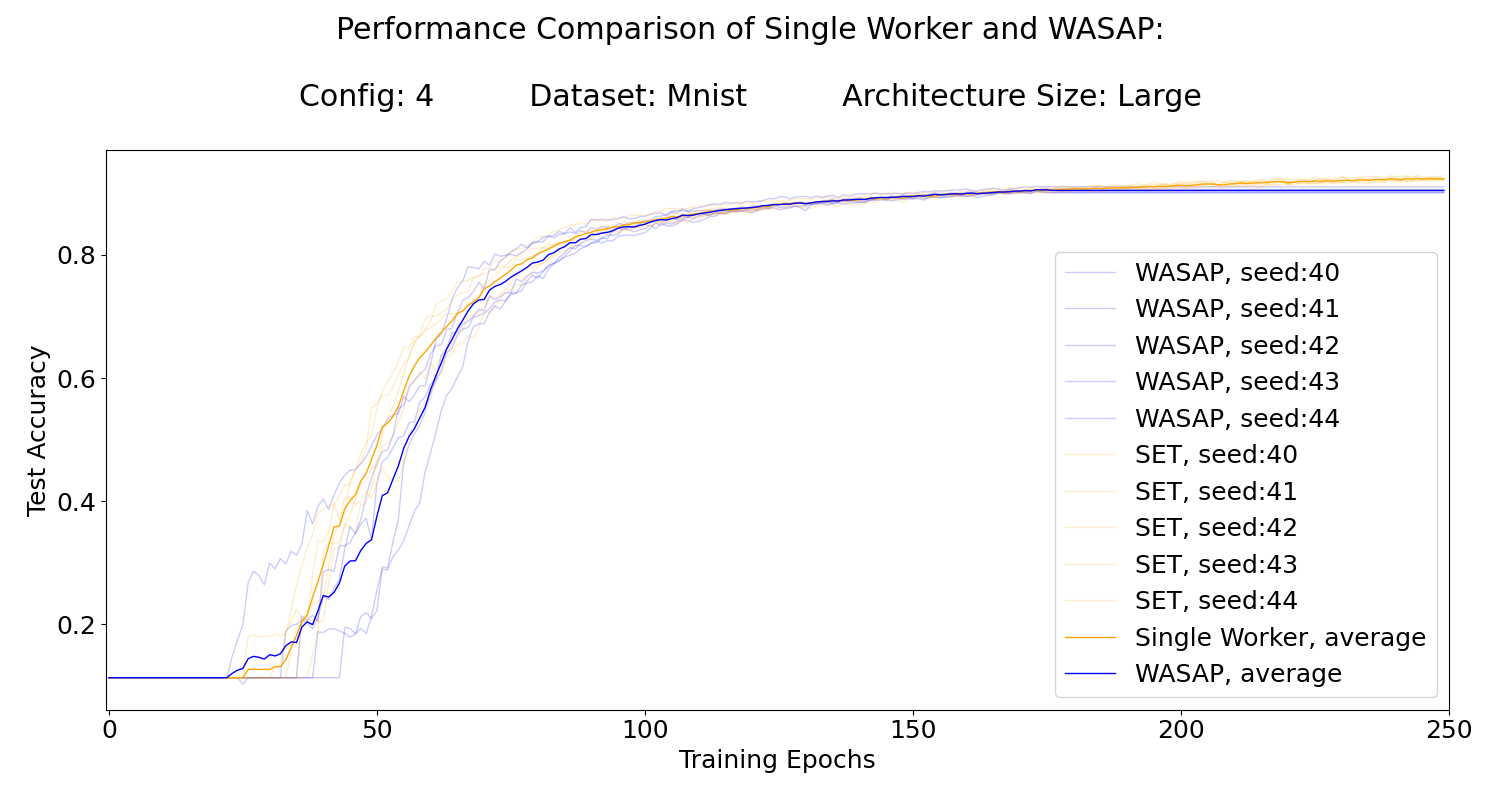 Performance Comparison of Single Worker and WASAP:
Config: 4 Dataset: Mnist Architecture Size: Large
Test Accuracy
0.8
0.6
0.4
0.2
WASAP, seed:40
WASAP, seed:41
WASAP, seed:42
WASAP, seed:43
WASAP, seed:44
SET, seed:40
SET, seed:41
SET, seed:42
SET, seed:43
SET, seed:44
Single Worker, average
WASAP, average
0 50 100 150 200 250
Training Epochs